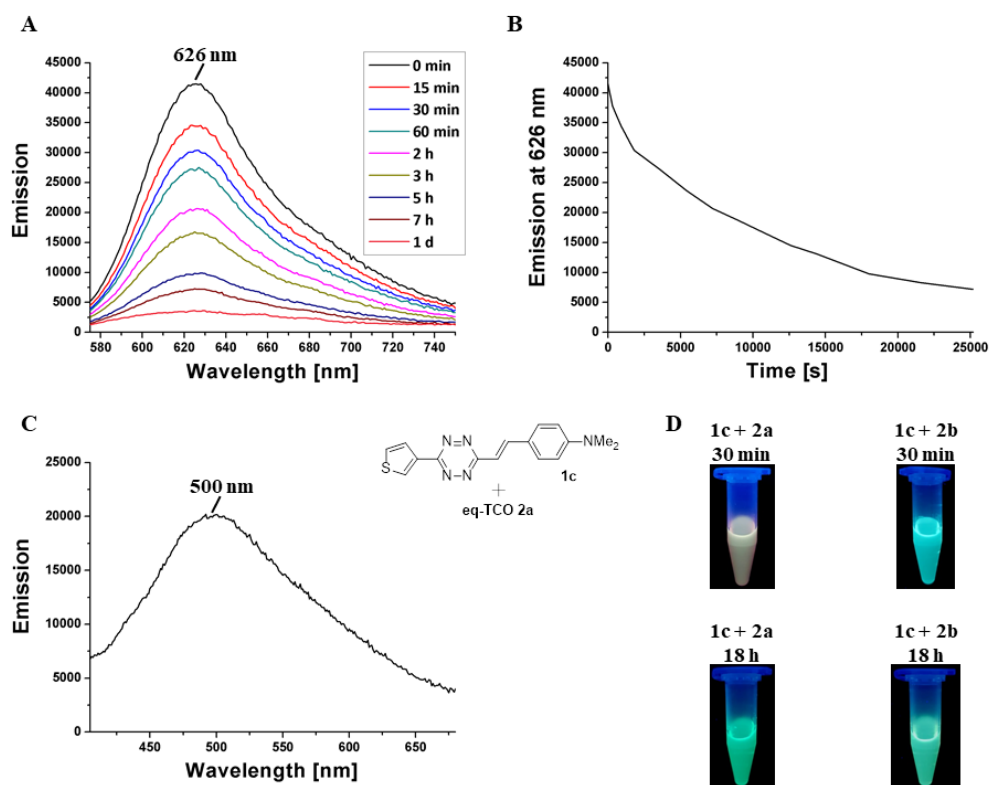 A
626 nm
45000
40000
35000
30000
25000
20000
15000
10000
5000
0
580 600 620 640 660 680 700 720 740
Wavelength [nm]
Emission
0 min
15 min
30 min
60 min
2 h
3 h
5 h
7 h
1 d
B
45000
40000
35000
30000
25000
20000
15000
10000
5000
0
0 5000 10000 15000 20000 25000
Time [s]
Emission at 626 nm
C
500 nm
25000
20000
15000
10000
5000
0
450 500 550 600 650
Wavelength [nm]
Emission
S
N N
N N
NMe2
1c
+
eq-TCO 2a
D
1c + 2a
30 min
1c + 2b
30 min
1c + 2a
18 h
1c + 2b
18 h